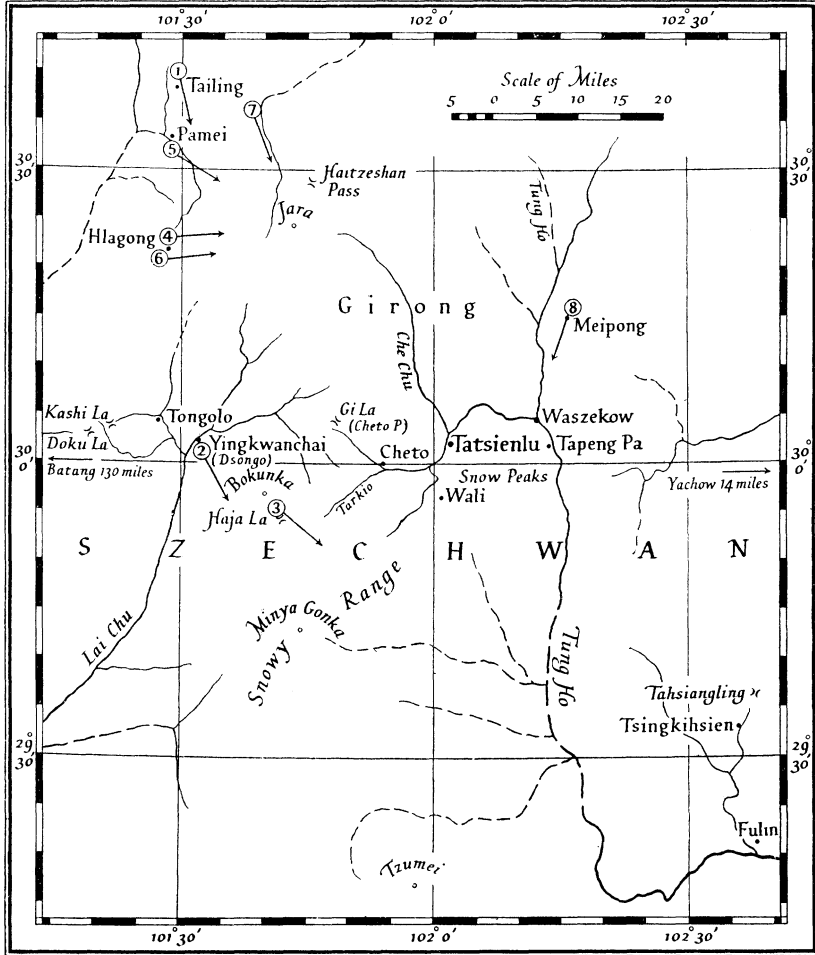 101° 30′ 102° 0′ 102° 30′
Scale of Miles
5 0 5 10 15 20
1
Tailing
7
Pamei
5
30° 30′
30° 30′
Haitzeshan
Pass
Jara
Tung Ho
Hlagong 4
6
Girong
8
Meipong
Che Chu
Kashi La
Tongolo
Gi La
(Cheto P)
Waszekow
Doku La
Yingkwanchai
(Dsongo)
2
Cheto
Tatsienlu
Tapeng Pa
30° 0′
30° 0′
Batang 130 miles
Bokunka
Snow Peaks
Yachow 14 miles
Tarkio
Wali
3
Haja La
SZECHWAN
Snowy Range
Minya Gonka
Lai Chu
Tung Ho
Tahsiangling
Tsingkihsien
29° 30′
29° 30′
Fulin
Tzumei
101° 30′ 102° 0′ 102° 30′